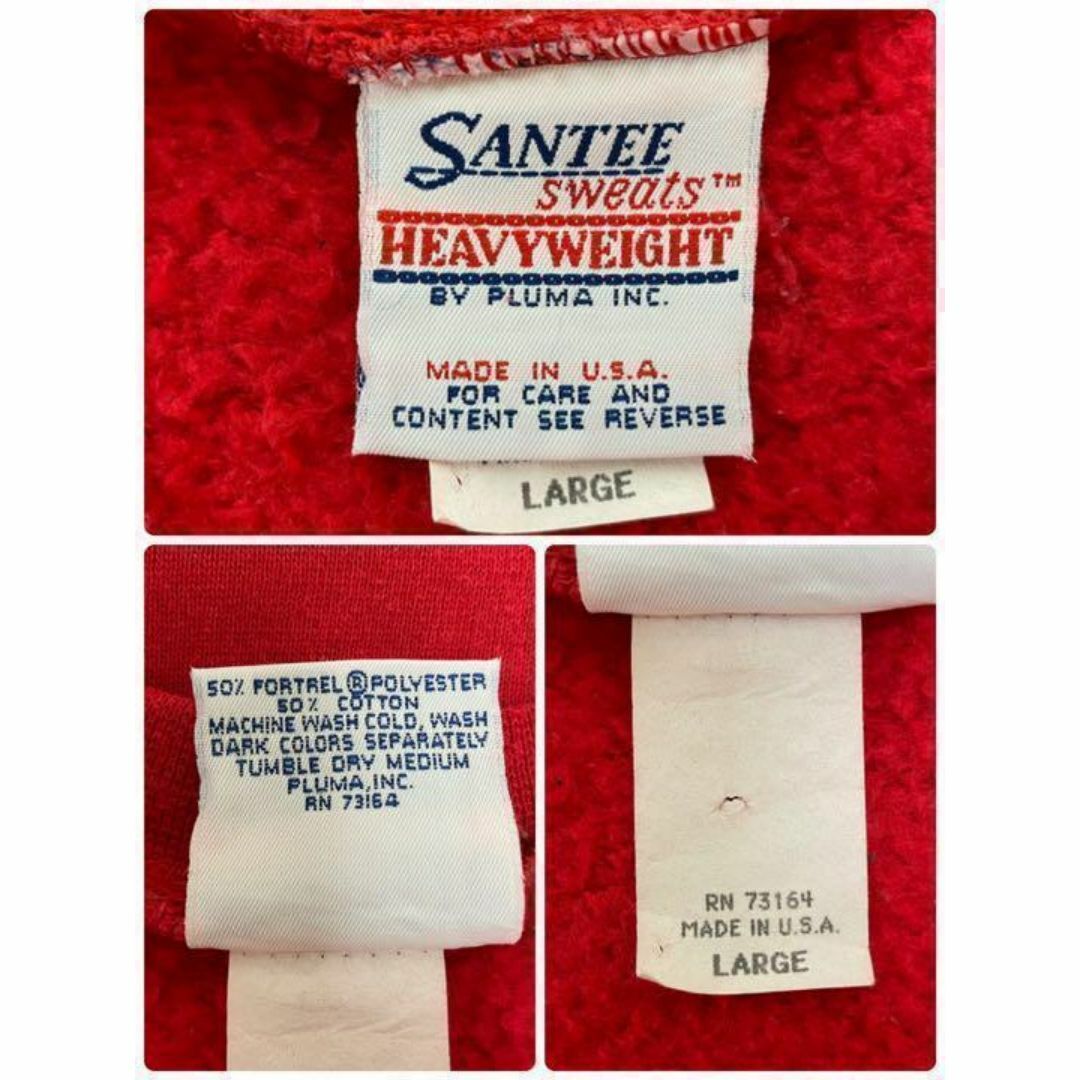 SANTEE
sweats™
HEAVYWEIGHT
BY PLUMA INC.
MADE IN U.S.A.
FOR CARE AND
CONTENT SEE REVERSE
LARGE
50% FORTREL®POLYESTER
50% COTTON
MACHINE WASH COLD, WASH
DARK COLORS SEPARATELY
TUMBLE DRY MEDIUM
PLUMA,INC.
RN 73164
RN 73164
MADE IN U.S.A.
LARGE